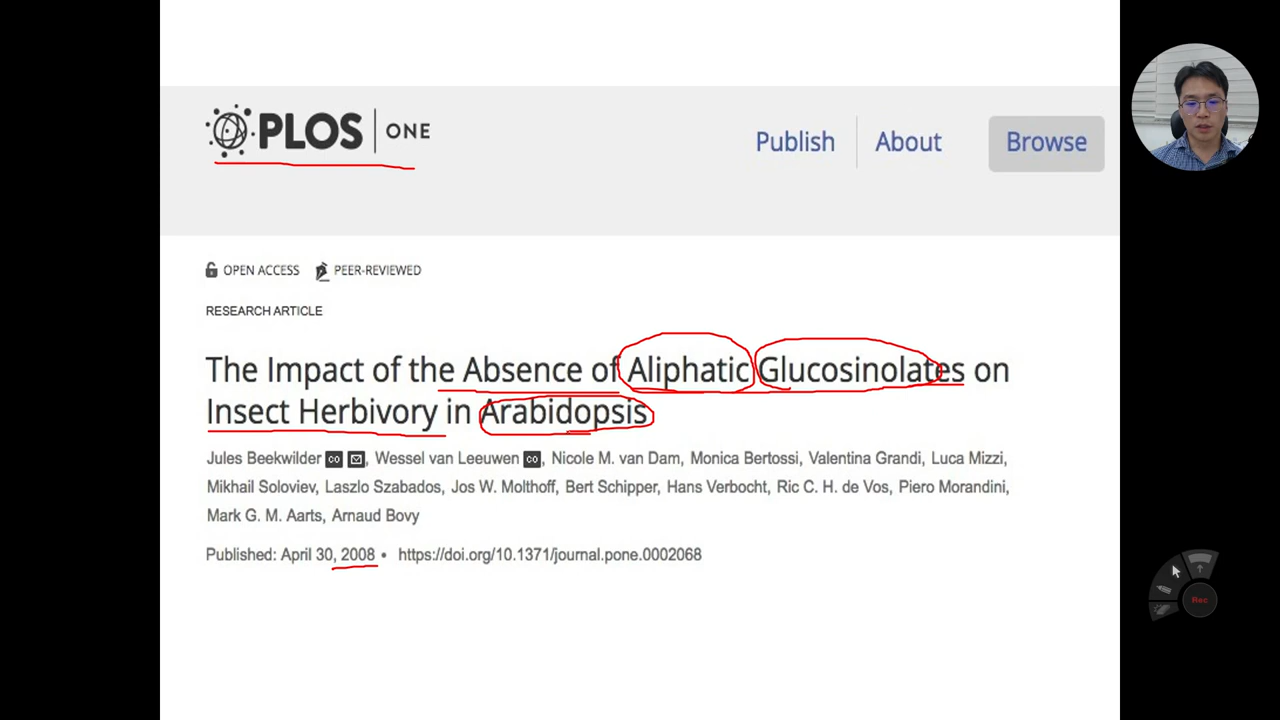 PLOS ONE
Publish About Browse
OPEN ACCESS PEER-REVIEWED
RESEARCH ARTICLE
The Impact of the Absence of Aliphatic Glucosinolates on
Insect Herbivory in Arabidopsis
Jules Beekwilder co, Wessel van Leeuwen co, Nicole M. van Dam, Monica Bertossi, Valentina Grandi, Luca Mizzi,
Mikhail Soloviev, Laszlo Szabados, Jos W. Molthoff, Bert Schipper, Hans Verbocht, Ric C. H. de Vos, Piero Morandini,
Mark G. M. Aarts, Arnaud Bovy
Published: April 30, 2008 • https://doi.org/10.1371/journal.pone.0002068
Rec